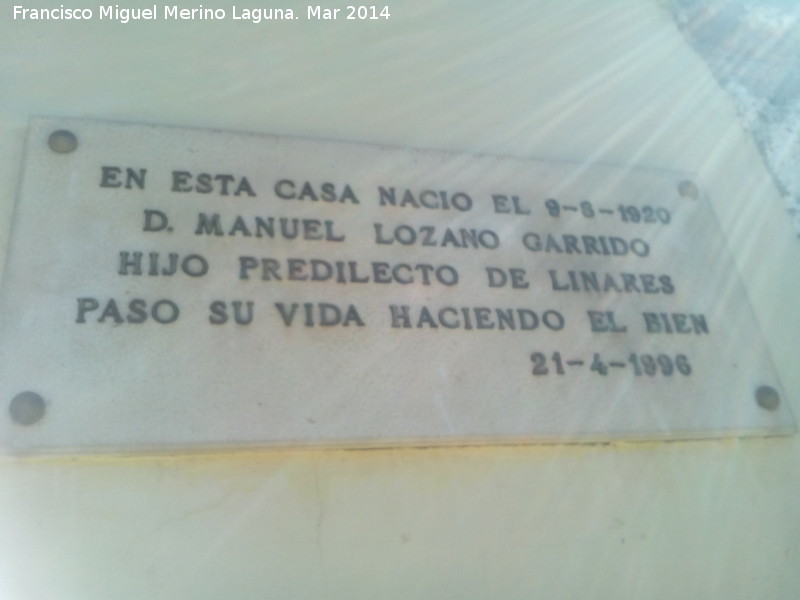 Francisco Miguel Merino Laguna. Mar 2014
EN ESTA CASA NACIO EL 9-8-1920
D. MANUEL LOZANO GARRIDO
HIJO PREDILECTO DE LINARES
PASO SU VIDA HACIENDO EL BIEN
21-4-1996